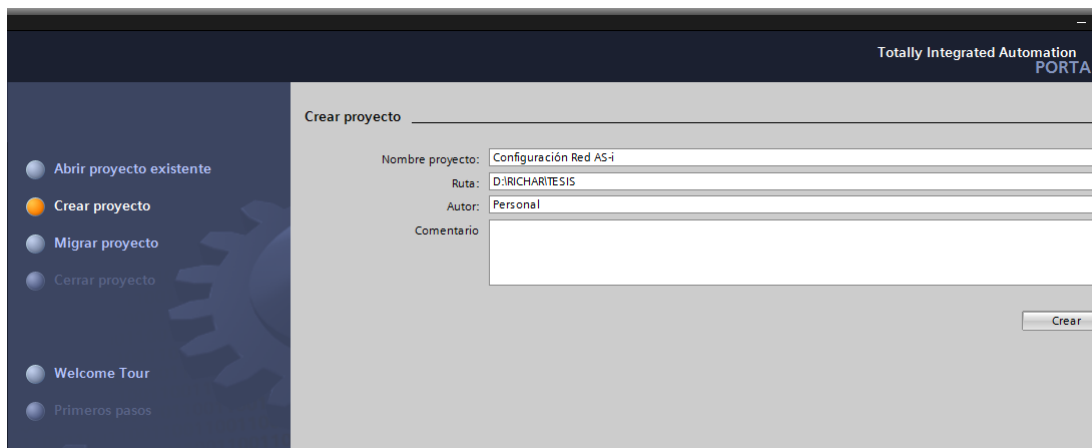 Totally Integrated Automation
PORTA
Abrir proyecto existente
Crear proyecto
Migrar proyecto
Cerrar proyecto
Welcome Tour
Primeros pasos
Crear proyecto
Nombre proyecto: Configuración Red AS-i
Ruta: D:\RICHAR\TESIS
Autor: Personal
Comentario
Crear